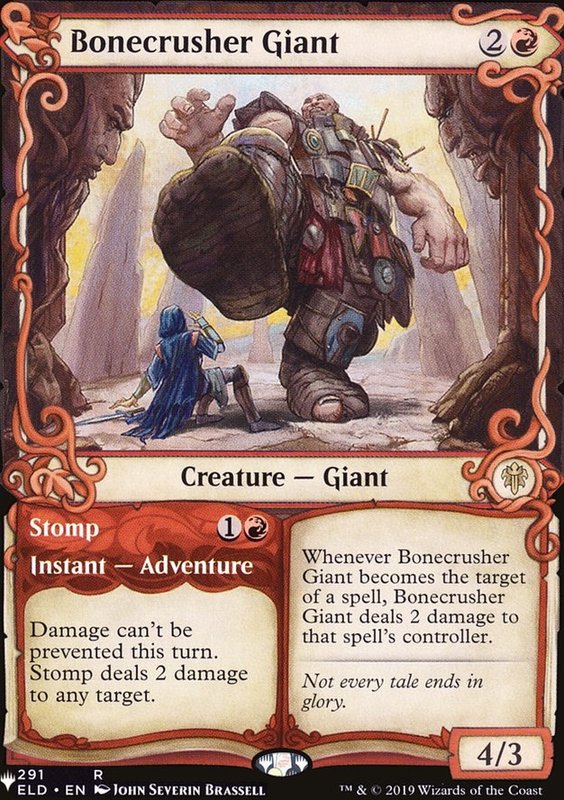 Bonecrusher Giant 2
Creature — Giant
Stomp 1
Instant — Adventure
Damage can't be
prevented this turn.
Stomp deals 2 damage
to any target.
Whenever Bonecrusher
Giant becomes the target
of a spell, Bonecrusher
Giant deals 2 damage to
that spell's controller.
Not every tale ends in
glory.
4/3
291 R
ELD • EN John Severin Brassell
™ & © 2019 Wizards of the Coast